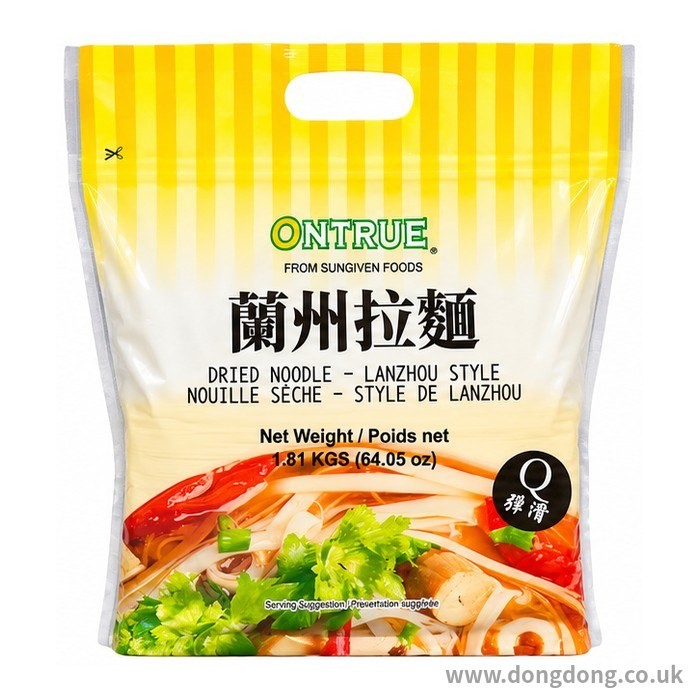 ONTRUE®
FROM SUNGIVEN FOODS
蘭州拉麵
DRIED NOODLE - LANZHOU STYLE
NOUILLE SÈCHE - STYLE DE LANZHOU
Net Weight / Poids net
1.81 KGS (64.05 oz)
Q
彈滑
Serving Suggestion/Presentation suggérée
www.dongdong.co.uk